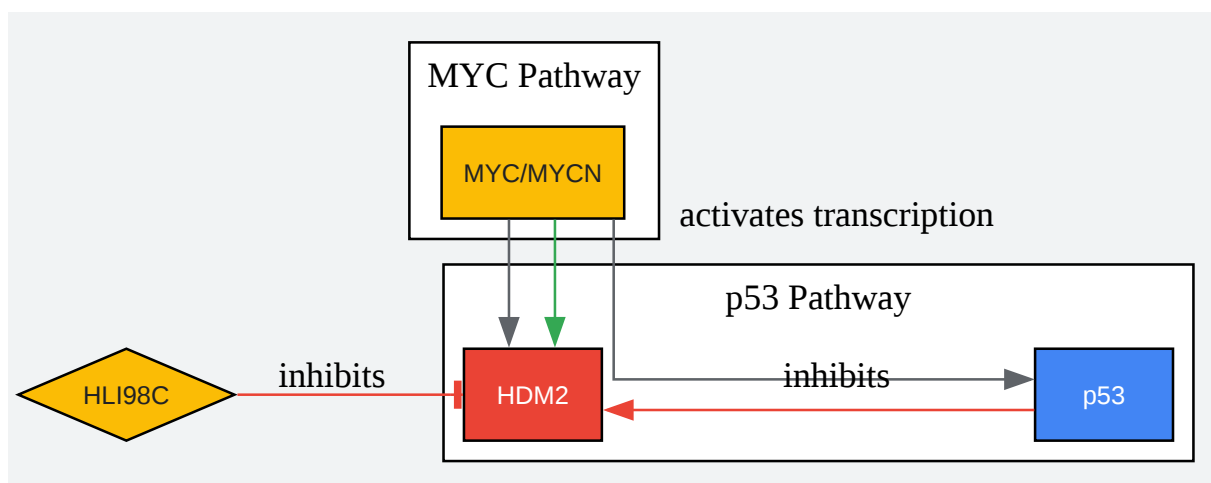 MYC Pathway
MYC/MYCN
activates transcription
p53 Pathway
inhibits
inhibits
HLI98C
HDM2
p53